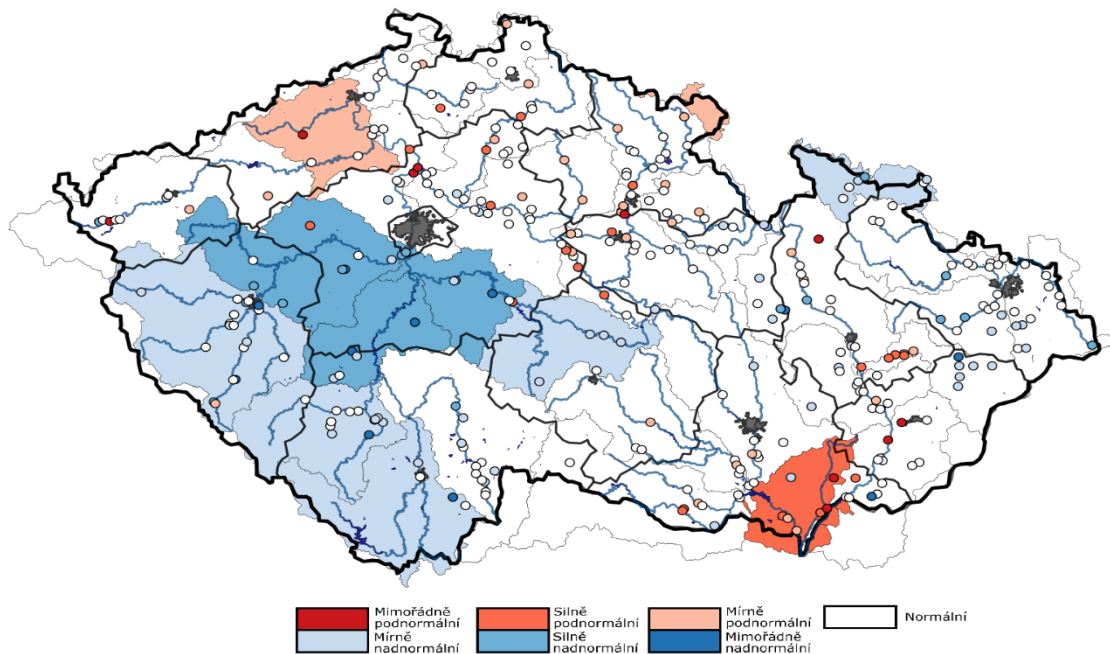 Mimořádně
podnormální
Silně
podnormální
Mírně
podnormální
Normální
Mírně
nadnormální
Silně
nadnormální
Mimořádně
nadnormální